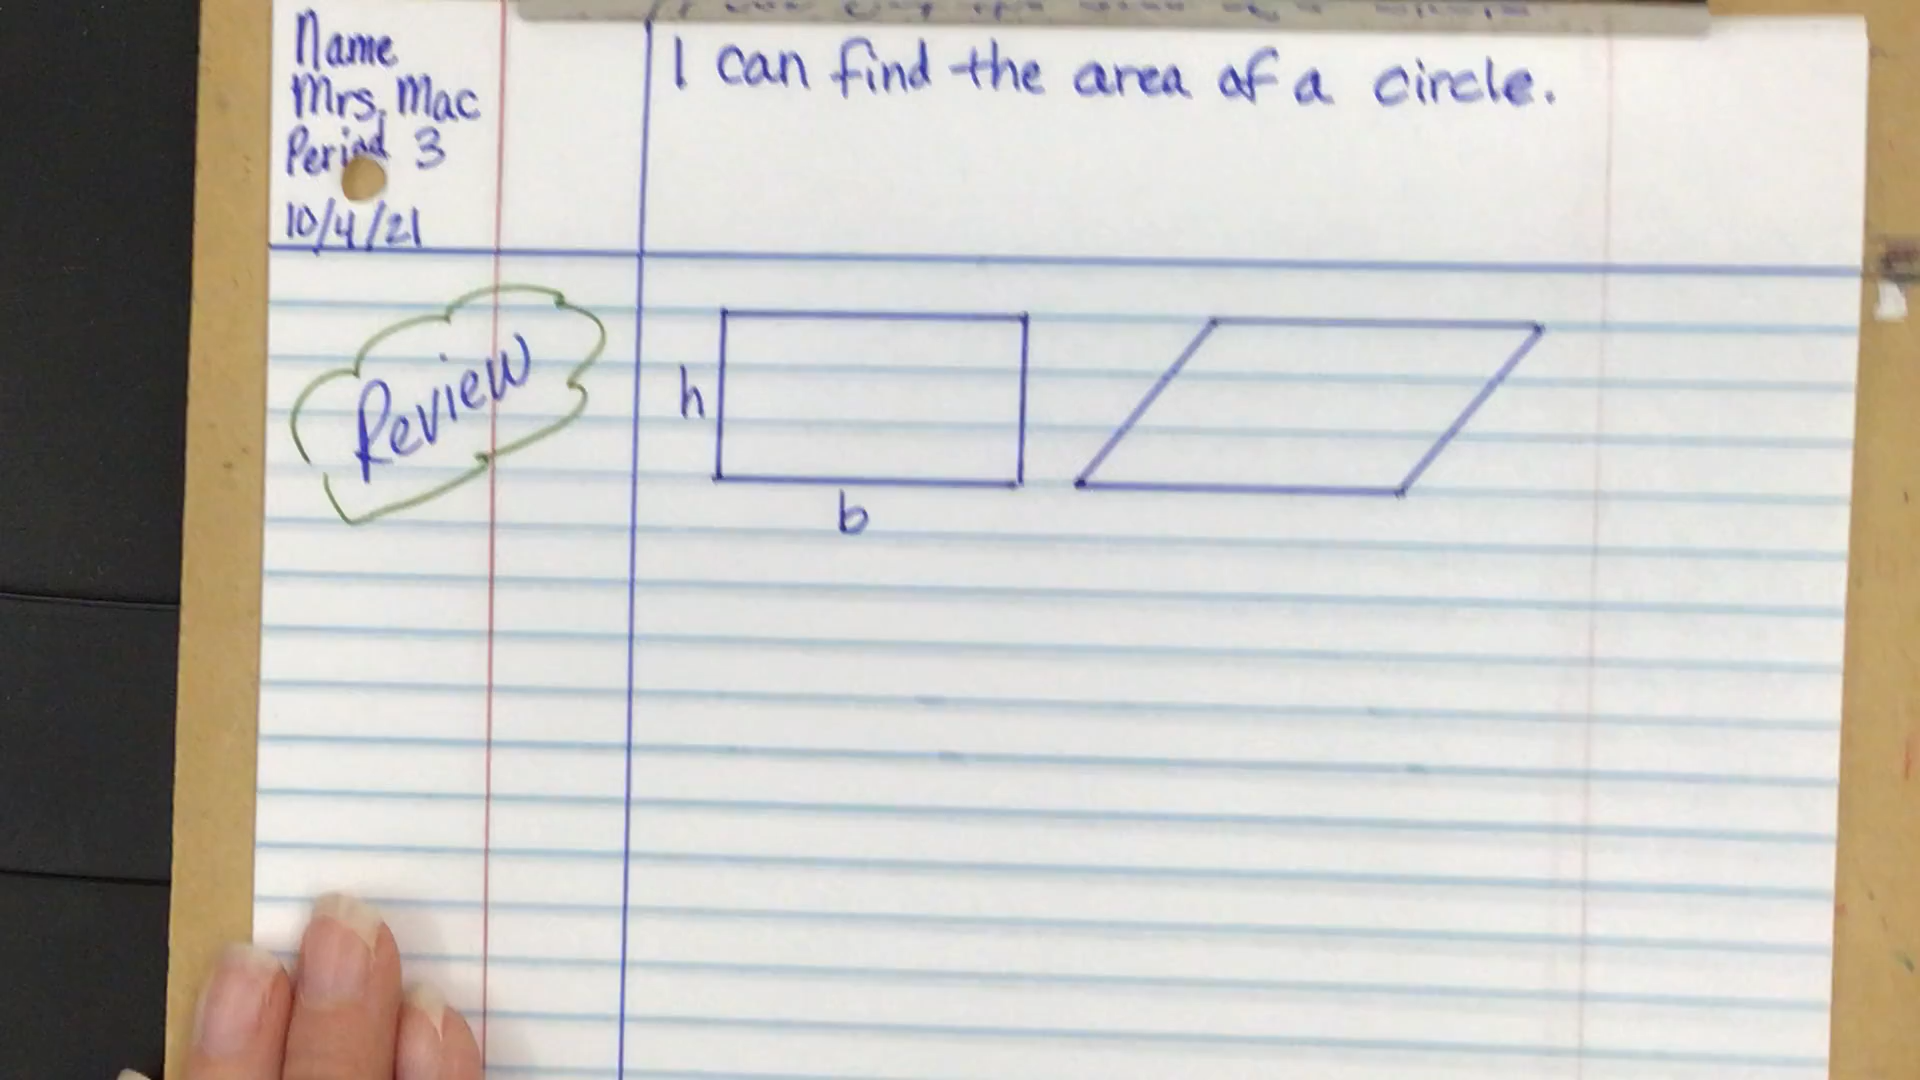 Name
Mrs. Mac
Period 3
10/4/21
I can find the area of a circle.
Review
h
b